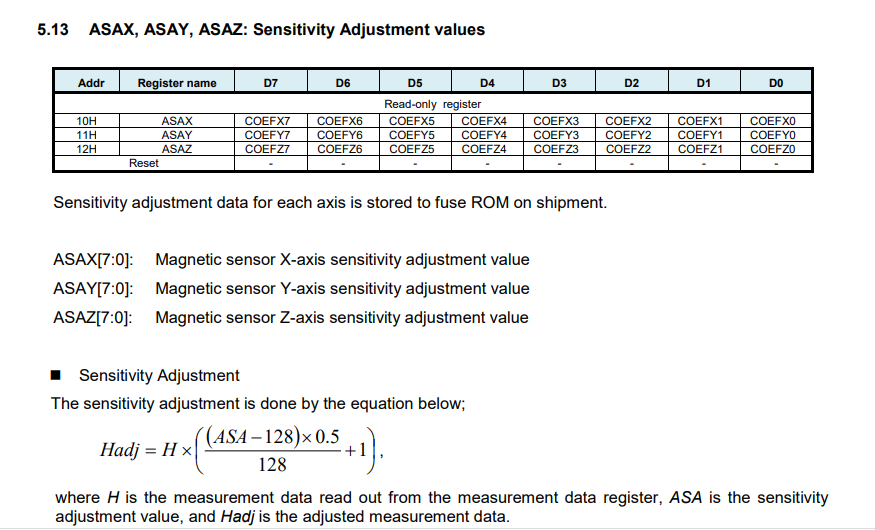 5.13 ASAX, ASAY, ASAZ: Sensitivity Adjustment values
Addr Register name D7 D6 D5 D4 D3 D2 D1 D0
Read-only register
10H ASAX COEFX7 COEFX6 COEFX5 COEFX4 COEFX3 COEFX2 COEFX1 COEFX0
11H ASAY COEFY7 COEFY6 COEFY5 COEFY4 COEFY3 COEFY2 COEFY1 COEFY0
12H ASAZ COEFZ7 COEFZ6 COEFZ5 COEFZ4 COEFZ3 COEFZ2 COEFZ1 COEFZ0
Reset - - - - - - - -
Sensitivity adjustment data for each axis is stored to fuse ROM on shipment.
ASAX[7:0]: Magnetic sensor X-axis sensitivity adjustment value
ASAY[7:0]: Magnetic sensor Y-axis sensitivity adjustment value
ASAZ[7:0]: Magnetic sensor Z-axis sensitivity adjustment value
■ Sensitivity Adjustment
The sensitivity adjustment is done by the equation below;
Hadj = H × ( ((ASA − 128) × 0.5) / 128 + 1 ),
where H is the measurement data read out from the measurement data register, ASA is the sensitivity
adjustment value, and Hadj is the adjusted measurement data.